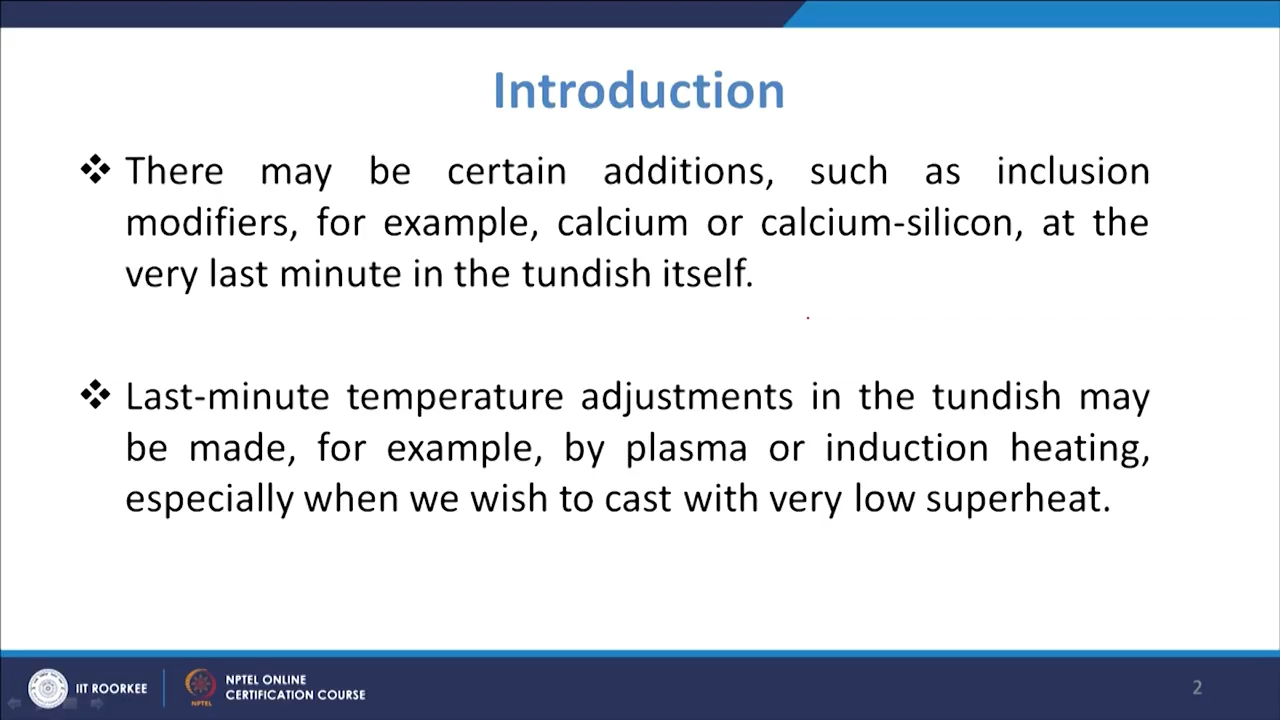 Introduction
There may be certain additions, such as inclusion
modifiers, for example, calcium or calcium-silicon, at the
very last minute in the tundish itself.
Last-minute temperature adjustments in the tundish may
be made, for example, by plasma or induction heating,
especially when we wish to cast with very low superheat.
IIT ROORKEE
NPTEL
NPTEL ONLINE
CERTIFICATION COURSE
2